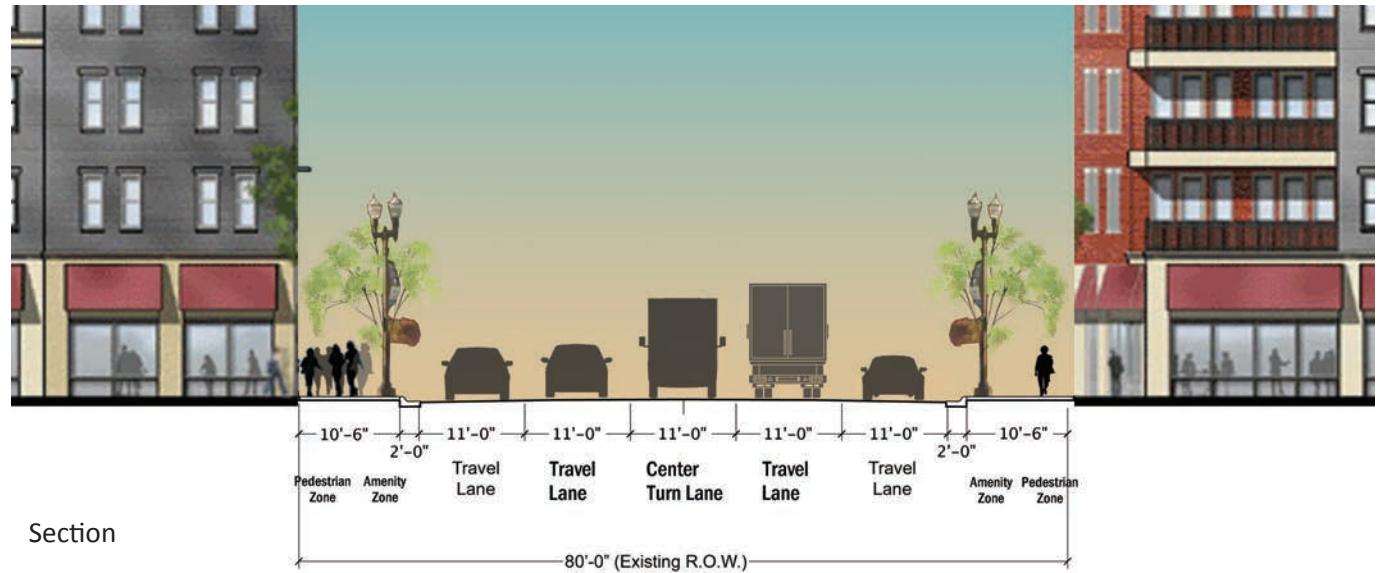 10'-6"
2'-0"
11'-0"
11'-0"
11'-0"
11'-0"
11'-0"
2'-0"
10'-6"
Pedestrian
Zone
Amenity
Zone
Travel
Lane
Travel
Lane
Center
Turn Lane
Travel
Lane
Travel
Lane
Amenity
Zone
Pedestrian
Zone
Section
80'-0" (Existing R.O.W.)